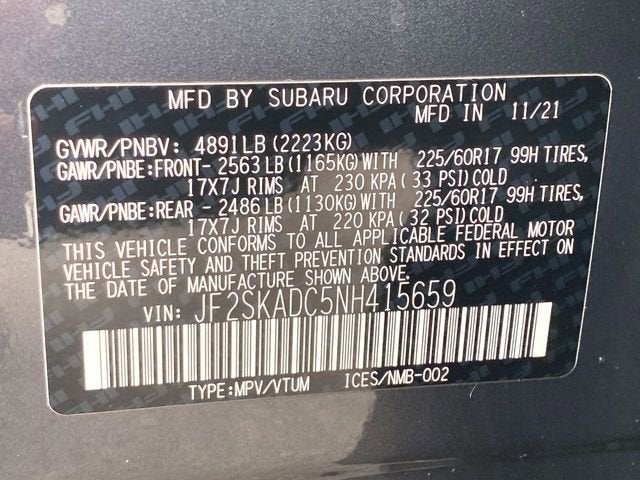 MFD BY SUBARU CORPORATION
MFD IN 11/21
GVWR/PNBV: 4891LB(2223KG)
GAWR/PNBE:FRONT- 2563LB(1165KG)WITH 225/60R17 99H TIRES,
17X7J RIMS AT 230 KPA(33 PSI)COLD
GAWR/PNBE:REAR - 2486LB(1130KG)WITH 225/60R17 99H TIRES,
17X7J RIMS AT 220 KPA(32 PSI)COLD
THIS VEHICLE CONFORMS TO ALL APPLICABLE FEDERAL MOTOR
VEHICLE SAFETY AND THEFT PREVENTION STANDARDS IN EFFECT ON
THE DATE OF MANUFACTURE SHOWN ABOVE.
VIN: JF2SKADC5NH415659
TYPE:MPV/VTUM ICES/NMB-002